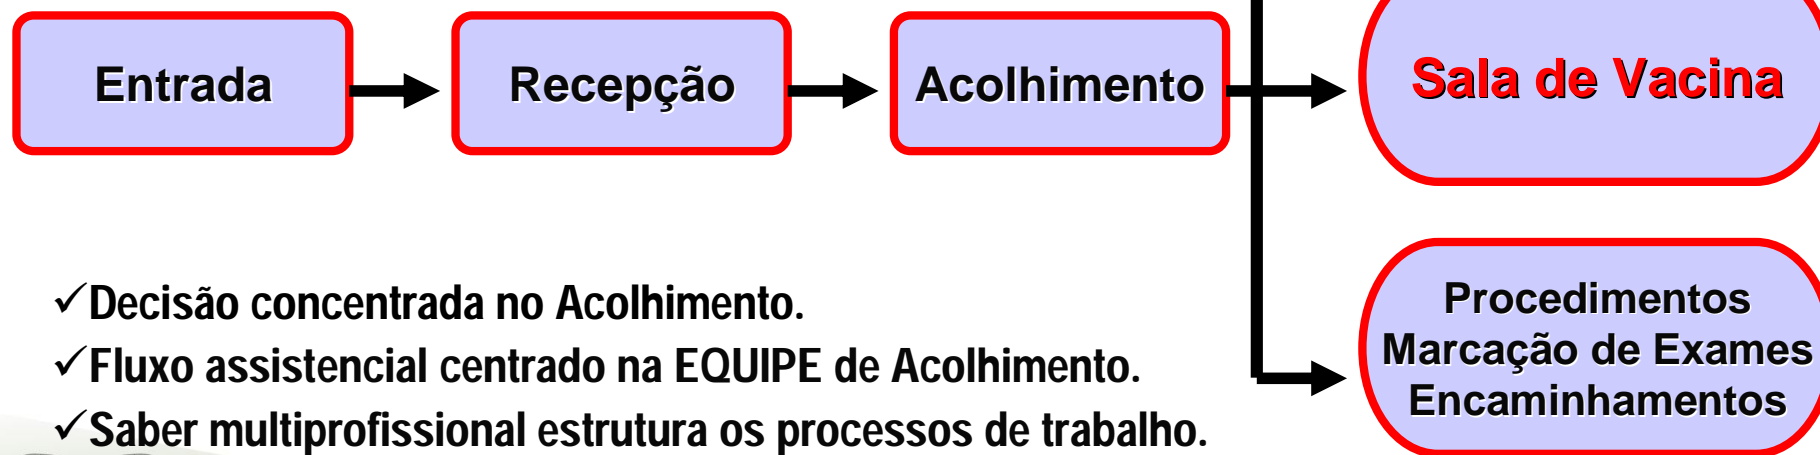 Entrada
Recepção
Acolhimento
Sala de Vacina
✓Decisão concentrada no Acolhimento.
✓Fluxo assistencial centrado na EQUIPE de Acolhimento.
✓Saber multiprofissional estrutura os processos de trabalho.
Procedimentos
Marcação de Exames
Encaminhamentos